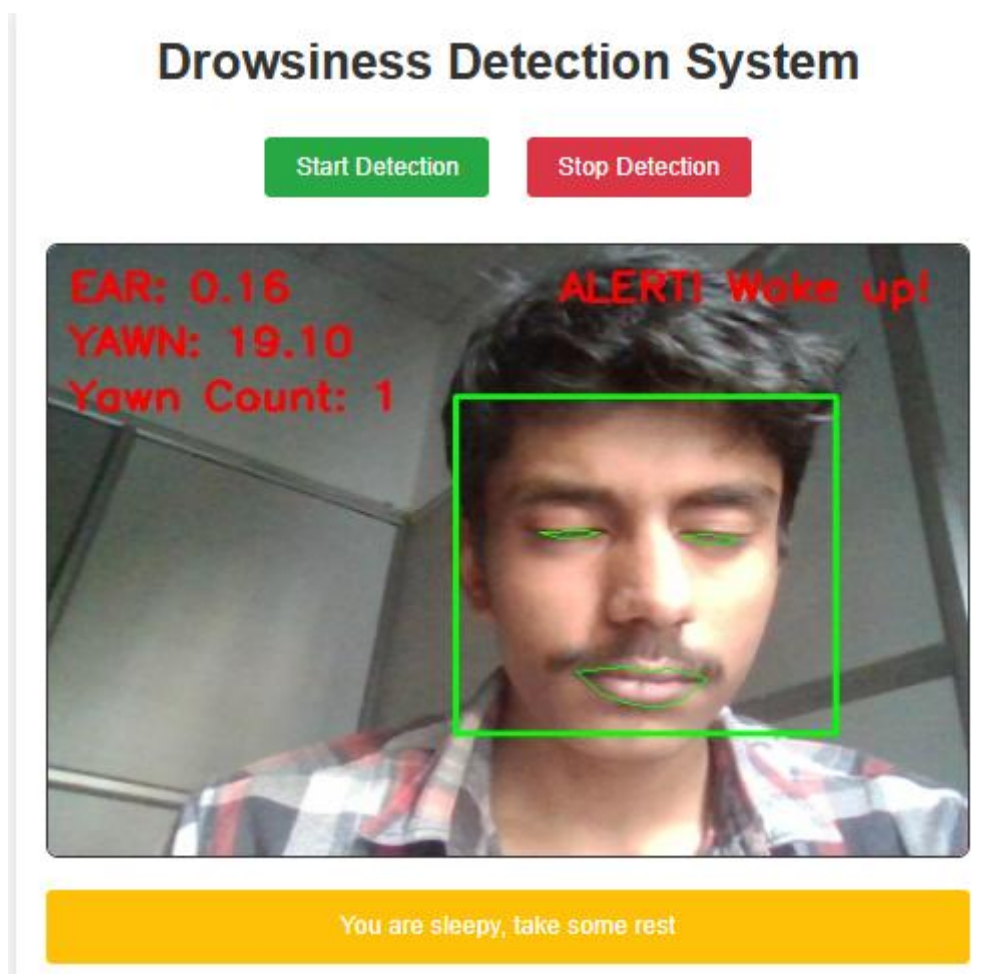 Drowsiness Detection System
Start Detection Stop Detection
EAR: 0.16 ALERT! Woke up!
YAWN: 19.10
Yawn Count: 1
You are sleepy, take some rest